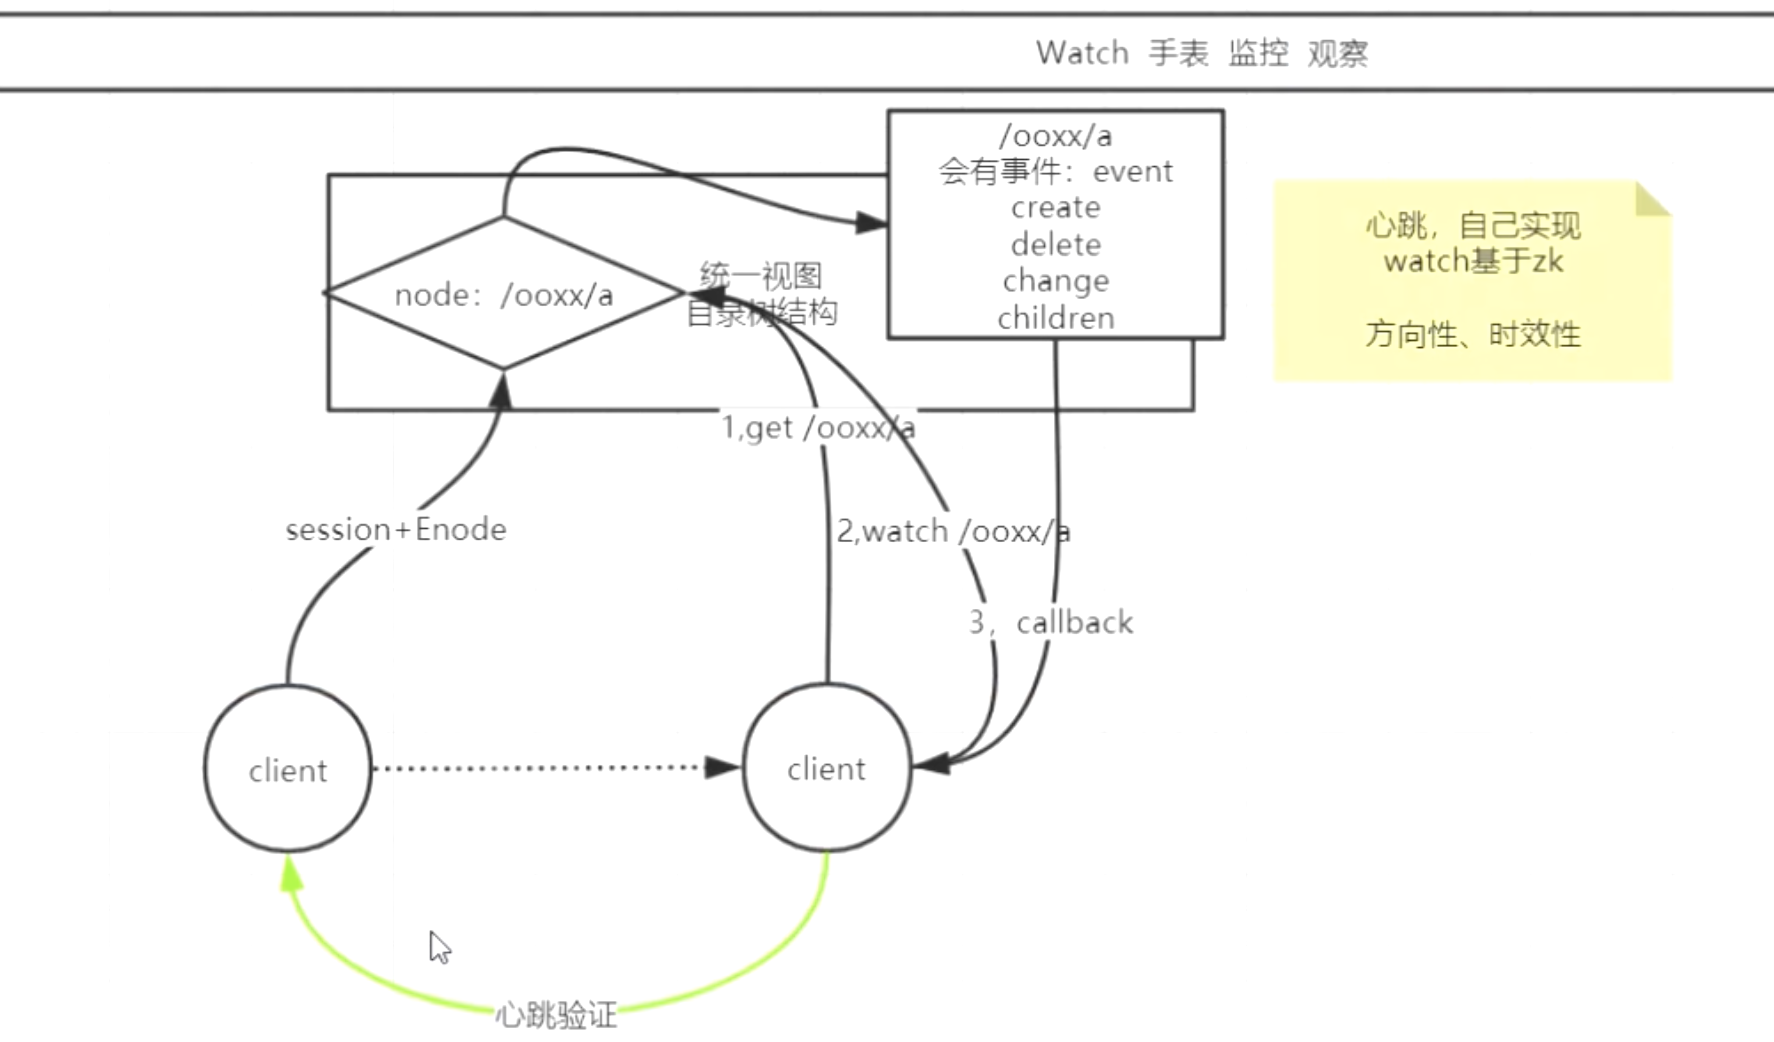 Watch 手表 监控 观察
/ooxx/a
会有事件：event
create
delete
change
children
心跳，自己实现
watch基于zk
方向性、时效性
node：/ooxx/a
统一视图
目录树结构
1,get /ooxx/a
session+Enode
2,watch /ooxx/a
3，callback
client
client
心跳验证